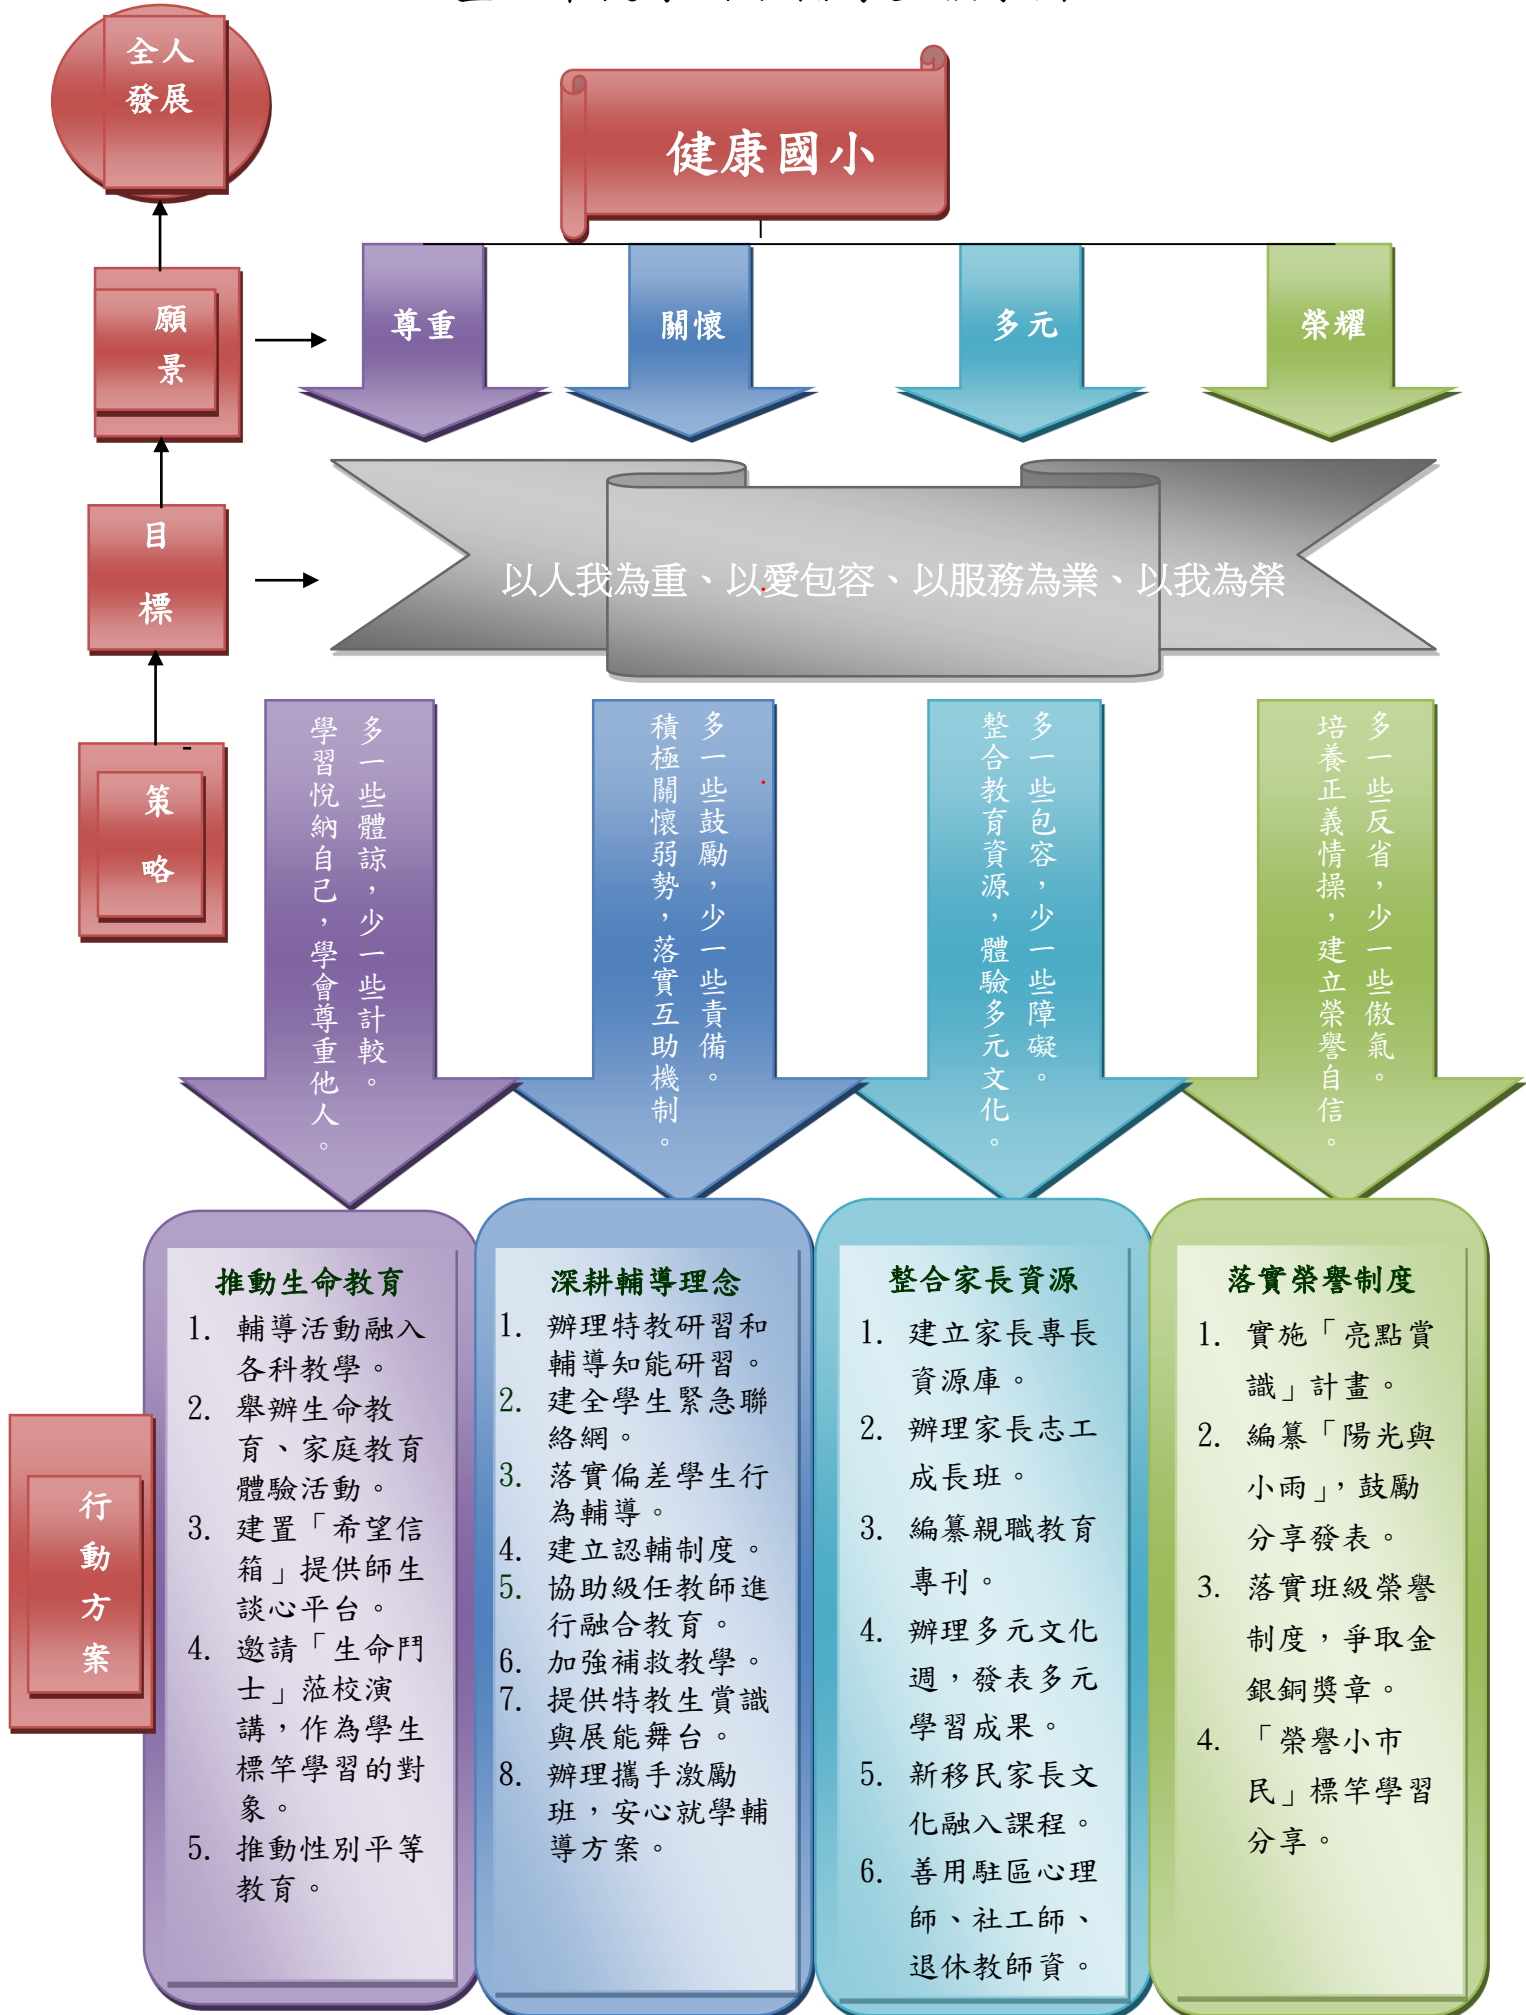 全人
發展
健康國小
願
景
尊重
關懷
多元
榮耀
目
標
以人我為重、以愛包容、以服務為業、以我為榮
策
略
多一些體諒，少一些計較。
學習悅納自己，學會尊重他人。
多一些鼓勵，少一些責備。
積極關懷弱勢，落實互助機制。
多一些包容，少一些障礙。
整合教育資源，體驗多元文化。
多一些反省，少一些傲氣。
培養正義情操，建立榮譽自信。
行
動
方
案
推動生命教育
1. 輔導活動融入
各科教學。
2. 舉辦生命教
育、家庭教育
體驗活動。
3. 建置「希望信
箱」提供師生
談心平台。
4. 邀請「生命鬥
士」蒞校演
講，作為學生
標竿學習的對
象。
5. 推動性別平等
教育。
深耕輔導理念
1. 辦理特教研習和
輔導知能研習。
2. 建全學生緊急聯
絡網。
3. 落實偏差學生行
為輔導。
4. 建立認輔制度。
5. 協助級任教師進
行融合教育。
6. 加強補救教學。
7. 提供特教生賞識
與展能舞台。
8. 辦理攜手激勵
班，安心就學輔
導方案。
整合家長資源
1. 建立家長專長
資源庫。
2. 辦理家長志工
成長班。
3. 編纂親職教育
專刊。
4. 辦理多元文化
週，發表多元
學習成果。
5. 新移民家長文
化融入課程。
6. 善用駐區心理
師、社工師、
退休教師資。
落實榮譽制度
1. 實施「亮點賞
識」計畫。
2. 編纂「陽光與
小雨」，鼓勵
分享發表。
3. 落實班級榮譽
制度，爭取金
銀銅獎章。
4. 「榮譽小市
民」標竿學習
分享。